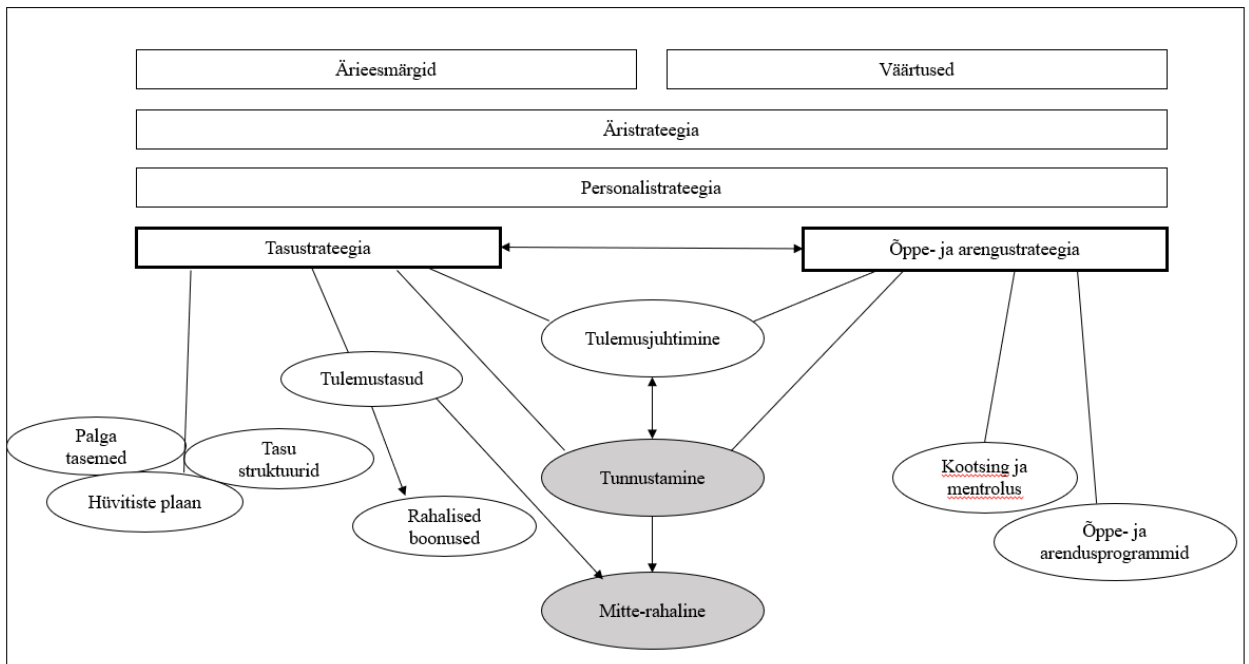 Ärieesmärgid
Väärtused
Äristrateegia
Personalistrateegia
Tasustrateegia
Õppe- ja arengustrateegia
Tulemusjuhtimine
Tulemustasud
Palga
tasemed
Tasu
struktuurid
Hüvitiste plaan
Tunnustamine
Kootsing ja
mentrolus
Rahalised
boonused
Õppe- ja
arendusprogrammid
Mitte-rahaline